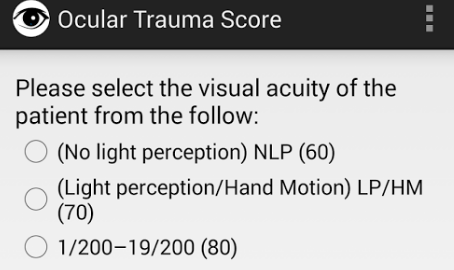 Ocular Trauma Score
Please select the visual acuity of the
patient from the follow:
(No light perception) NLP (60)
(Light perception/Hand Motion) LP/HM
(70)
1/200–19/200 (80)